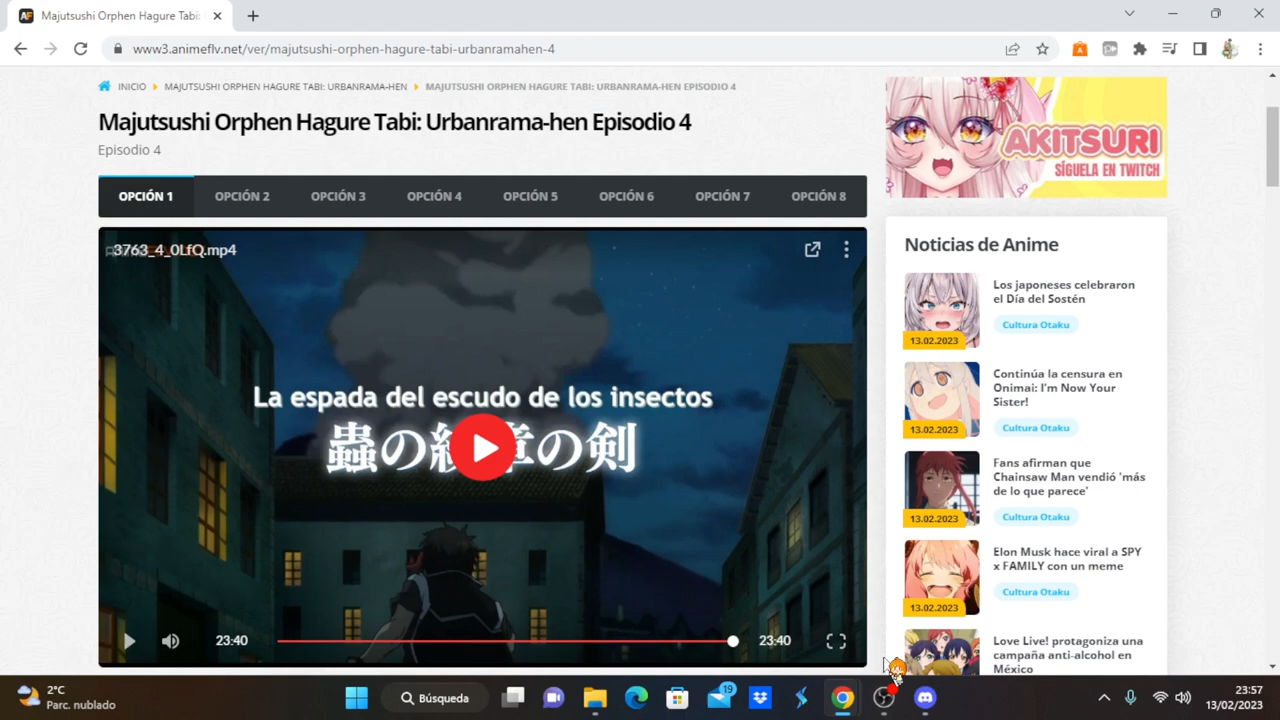 Majutsushi Orphen Hagure Tabi:
www3.animeflv.net/ver/majutsushi-orphen-hagure-tabi-urbanramahen-4
INICIO MAJUTSUSHI ORPHEN HAGURE TABI: URBANRAMA-HEN MAJUTSUSHI ORPHEN HAGURE TABI: URBANRAMA-HEN EPISODIO 4
Majutsushi Orphen Hagure Tabi: Urbanrama-hen Episodio 4
Episodio 4
OPCIÓN 1 OPCIÓN 2 OPCIÓN 3 OPCIÓN 4 OPCIÓN 5 OPCIÓN 6 OPCIÓN 7 OPCIÓN 8
3763_4_0LfQ.mp4
La espada del escudo de los insectos
蟲の紋章の剣
23:40 23:40
AKITSURI
SÍGUELA EN TWITCH
Noticias de Anime
Los japoneses celebraron
el Día del Sostén
Cultura Otaku
13.02.2023
Continúa la censura en
Onimai: I'm Now Your
Sister!
Cultura Otaku
13.02.2023
Fans afirman que
Chainsaw Man vendió 'más
de lo que parece'
Cultura Otaku
13.02.2023
Elon Musk hace viral a SPY
x FAMILY con un meme
Cultura Otaku
13.02.2023
Love Live! protagoniza una
campaña anti-alcohol en
México
2°C
Parc. nublado
Búsqueda
19
23:57
13/02/2023